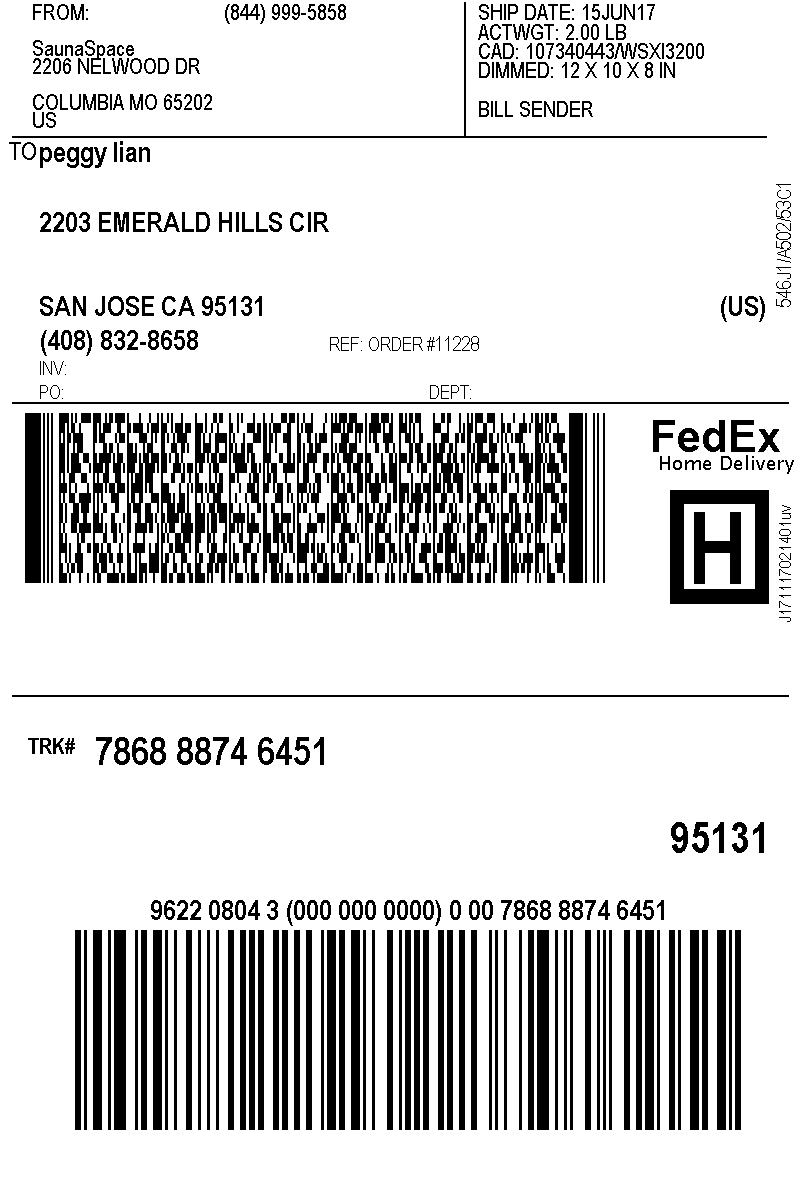 FROM: (844) 999-5858
SaunaSpace
2206 NELWOOD DR
COLUMBIA MO 65202
US
SHIP DATE: 15JUN17
ACTWGT: 2.00 LB
CAD: 107340443/WSXI3200
DIMMED: 12 X 10 X 8 IN
BILL SENDER
TO peggy lian
2203 EMERALD HILLS CIR
SAN JOSE CA 95131 (US)
(408) 832-8658 REF: ORDER #11228
INV:
PO: DEPT:
546J1/A502/53C1
FedEx
Home Delivery
H
J171117021401uv
TRK# 7868 8874 6451
95131
9622 0804 3 (000 000 0000) 0 00 7868 8874 6451